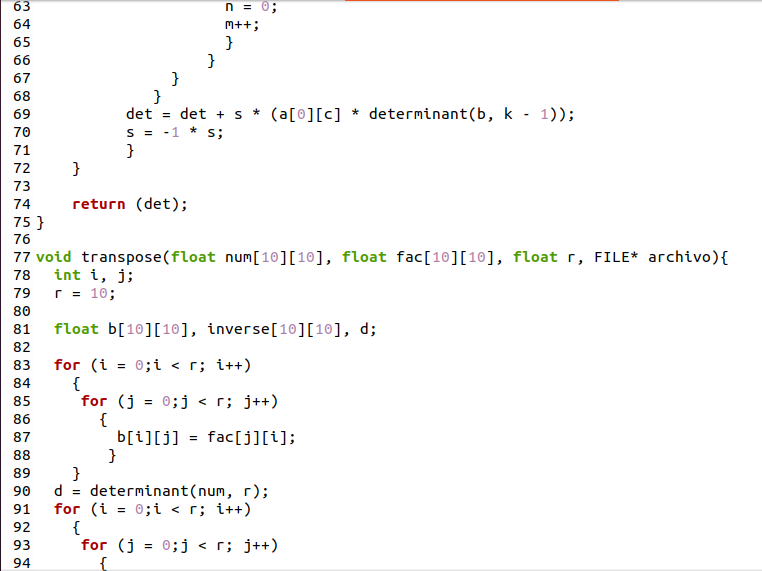 63                      n = 0;
64                      m++;
65                      }
66                    }
67                }
68              }
69           det = det + s * (a[0][c] * determinant(b, k - 1));
70           s = -1 * s;
71           }
72     }
73
74     return (det);
75 }
76
77 void transpose(float num[10][10], float fac[10][10], float r, FILE* archivo){
78   int i, j;
79   r = 10;
80
81   float b[10][10], inverse[10][10], d;
82
83   for (i = 0;i < r; i++)
84     {
85      for (j = 0;j < r; j++)
86        {
87          b[i][j] = fac[j][i];
88         }
89     }
90   d = determinant(num, r);
91   for (i = 0;i < r; i++)
92     {
93      for (j = 0;j < r; j++)
94        {